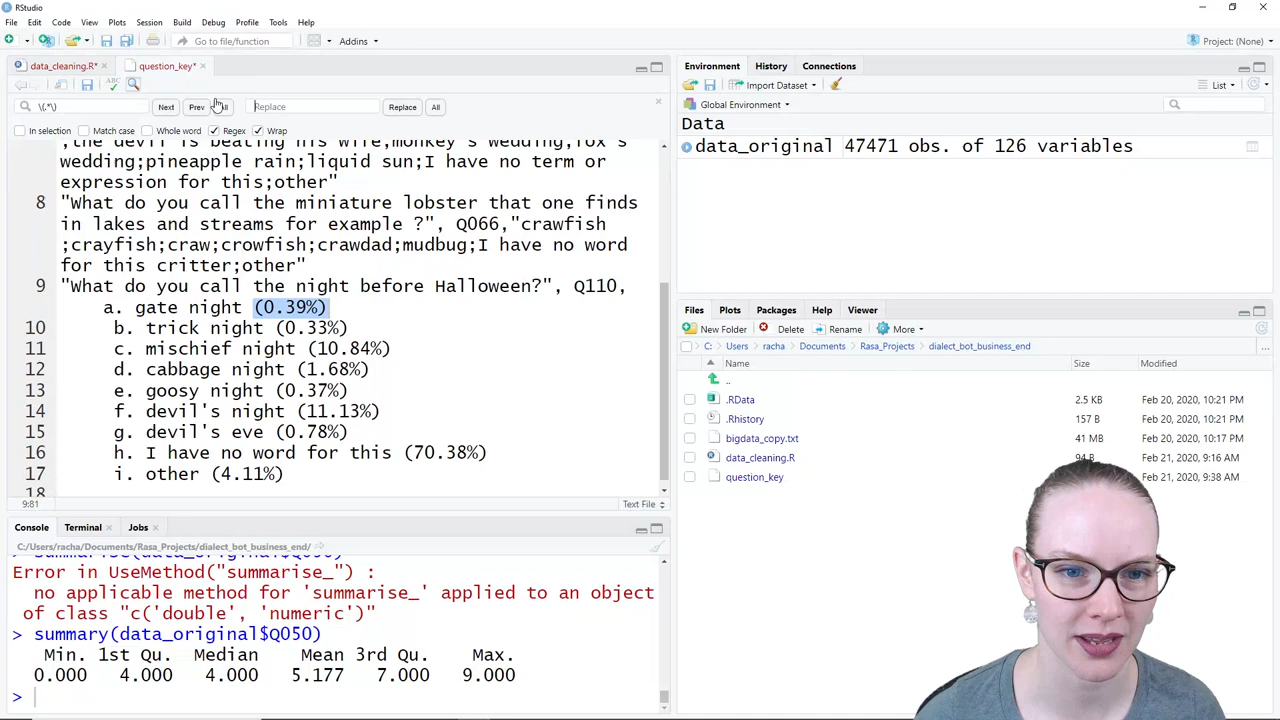 RStudio
File Edit Code View Plots Session Build Debug Profile Tools Help
Go to file/function Addins Project: (None)
data_cleaning.R* × question_key* ×
\(.*\) Next Prev All Replace Replace All
In selection Match case Whole word Regex Wrap
;the devil is beating his wife;monkey's wedding;fox's
wedding;pineapple rain;liquid sun;I have no term or
expression for this;other"
8 "What do you call the miniature lobster that one finds
in lakes and streams for example ?", Q066,"crawfish
;crayfish;craw;crowfish;crawdad;mudbug;I have no word
for this critter;other"
9 "What do you call the night before Halloween?", Q110,
a. gate night (0.39%)
10 b. trick night (0.33%)
11 c. mischief night (10.84%)
12 d. cabbage night (1.68%)
13 e. goosy night (0.37%)
14 f. devil's night (11.13%)
15 g. devil's eve (0.78%)
16 h. I have no word for this (70.38%)
17 i. other (4.11%)
18
9:81 Text File
Console Terminal × Jobs ×
C:/Users/racha/Documents/Rasa_Projects/dialect_bot_business_end/
> summarise(data_original$Q050)
Error in UseMethod("summarise_") :
no applicable method for 'summarise_' applied to an object
of class "c('double', 'numeric')"
> summary(data_original$Q050)
Min. 1st Qu. Median Mean 3rd Qu. Max.
0.000 4.000 4.000 5.177 7.000 9.000
>
Environment History Connections
Import Dataset List
Global Environment
Data
data_original 47471 obs. of 126 variables
Files Plots Packages Help Viewer
New Folder Delete Rename More
C: Users racha Documents Rasa_Projects dialect_bot_business_end ...
Name Size Modified
..
.RData 2.5 KB Feb 20, 2020, 10:21 PM
.Rhistory 157 B Feb 20, 2020, 10:21 PM
bigdata_copy.txt 41 MB Feb 20, 2020, 10:17 PM
data_cleaning.R 94 B Feb 21, 2020, 9:16 AM
question_key Feb 21, 2020, 9:38 AM